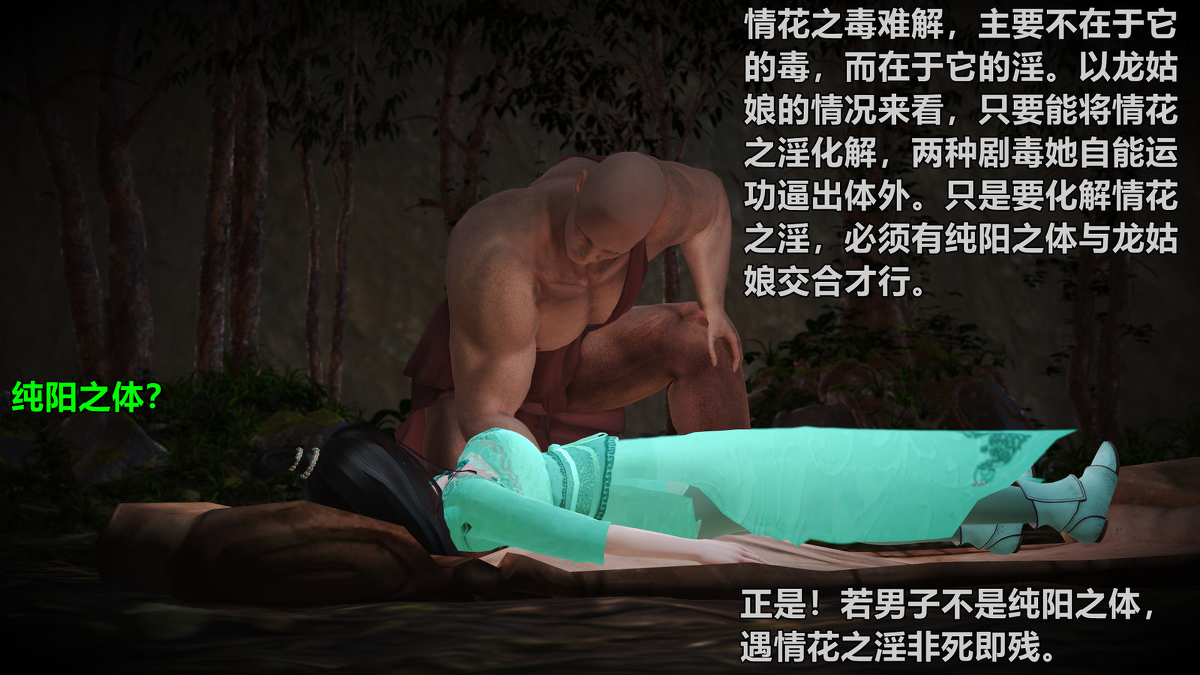 情花之毒难解，主要不在于它
的毒，而在于它的淫。以龙姑
娘的情况来看，只要能将情花
之淫化解，两种剧毒她自能运
功逼出体外。只是要化解情花
之淫，必须有纯阳之体与龙姑
娘交合才行。
纯阳之体？
正是！若男子不是纯阳之体，
遇情花之淫非死即残。